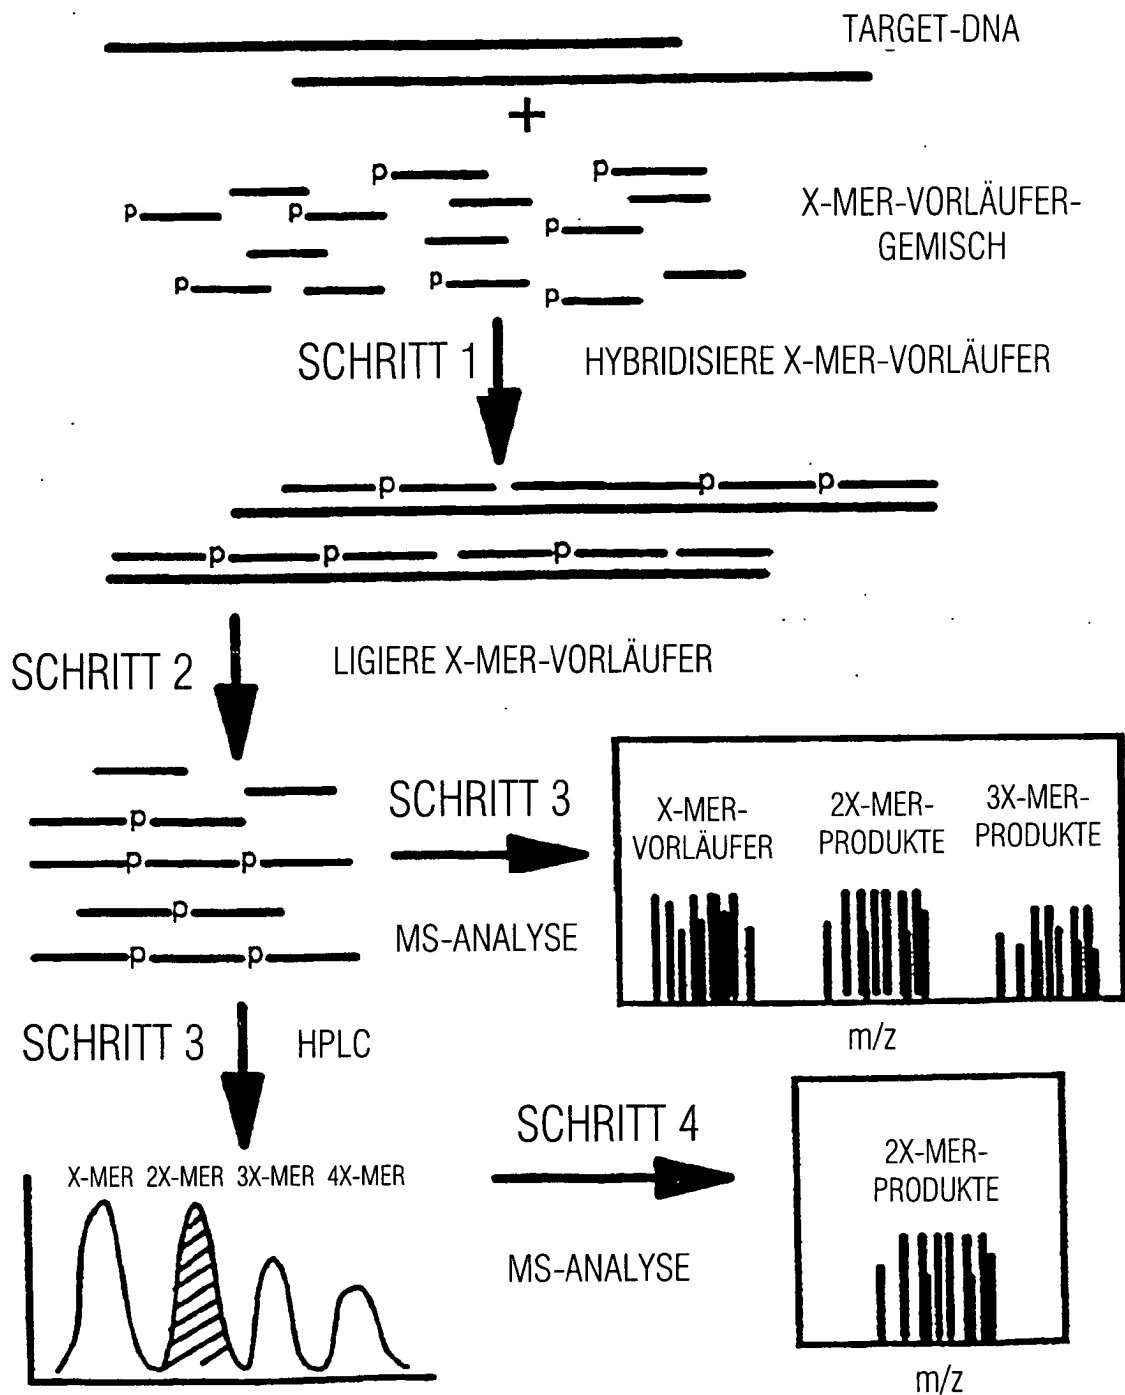 TARGET-DNA
+
p p
X-MER-VORLÄUFER-
GEMISCH
p p p
p p p
SCHRITT 1
HYBRIDISIERE X-MER-VORLÄUFER
p p p
p p p
SCHRITT 2
LIGIERE X-MER-VORLÄUFER
p
p p
p
p p
SCHRITT 3
MS-ANALYSE
X-MER-
VORLÄUFER
2X-MER-
PRODUKTE
3X-MER-
PRODUKTE
m/z
SCHRITT 3
HPLC
X-MER 2X-MER 3X-MER 4X-MER
SCHRITT 4
MS-ANALYSE
2X-MER-
PRODUKTE
m/z